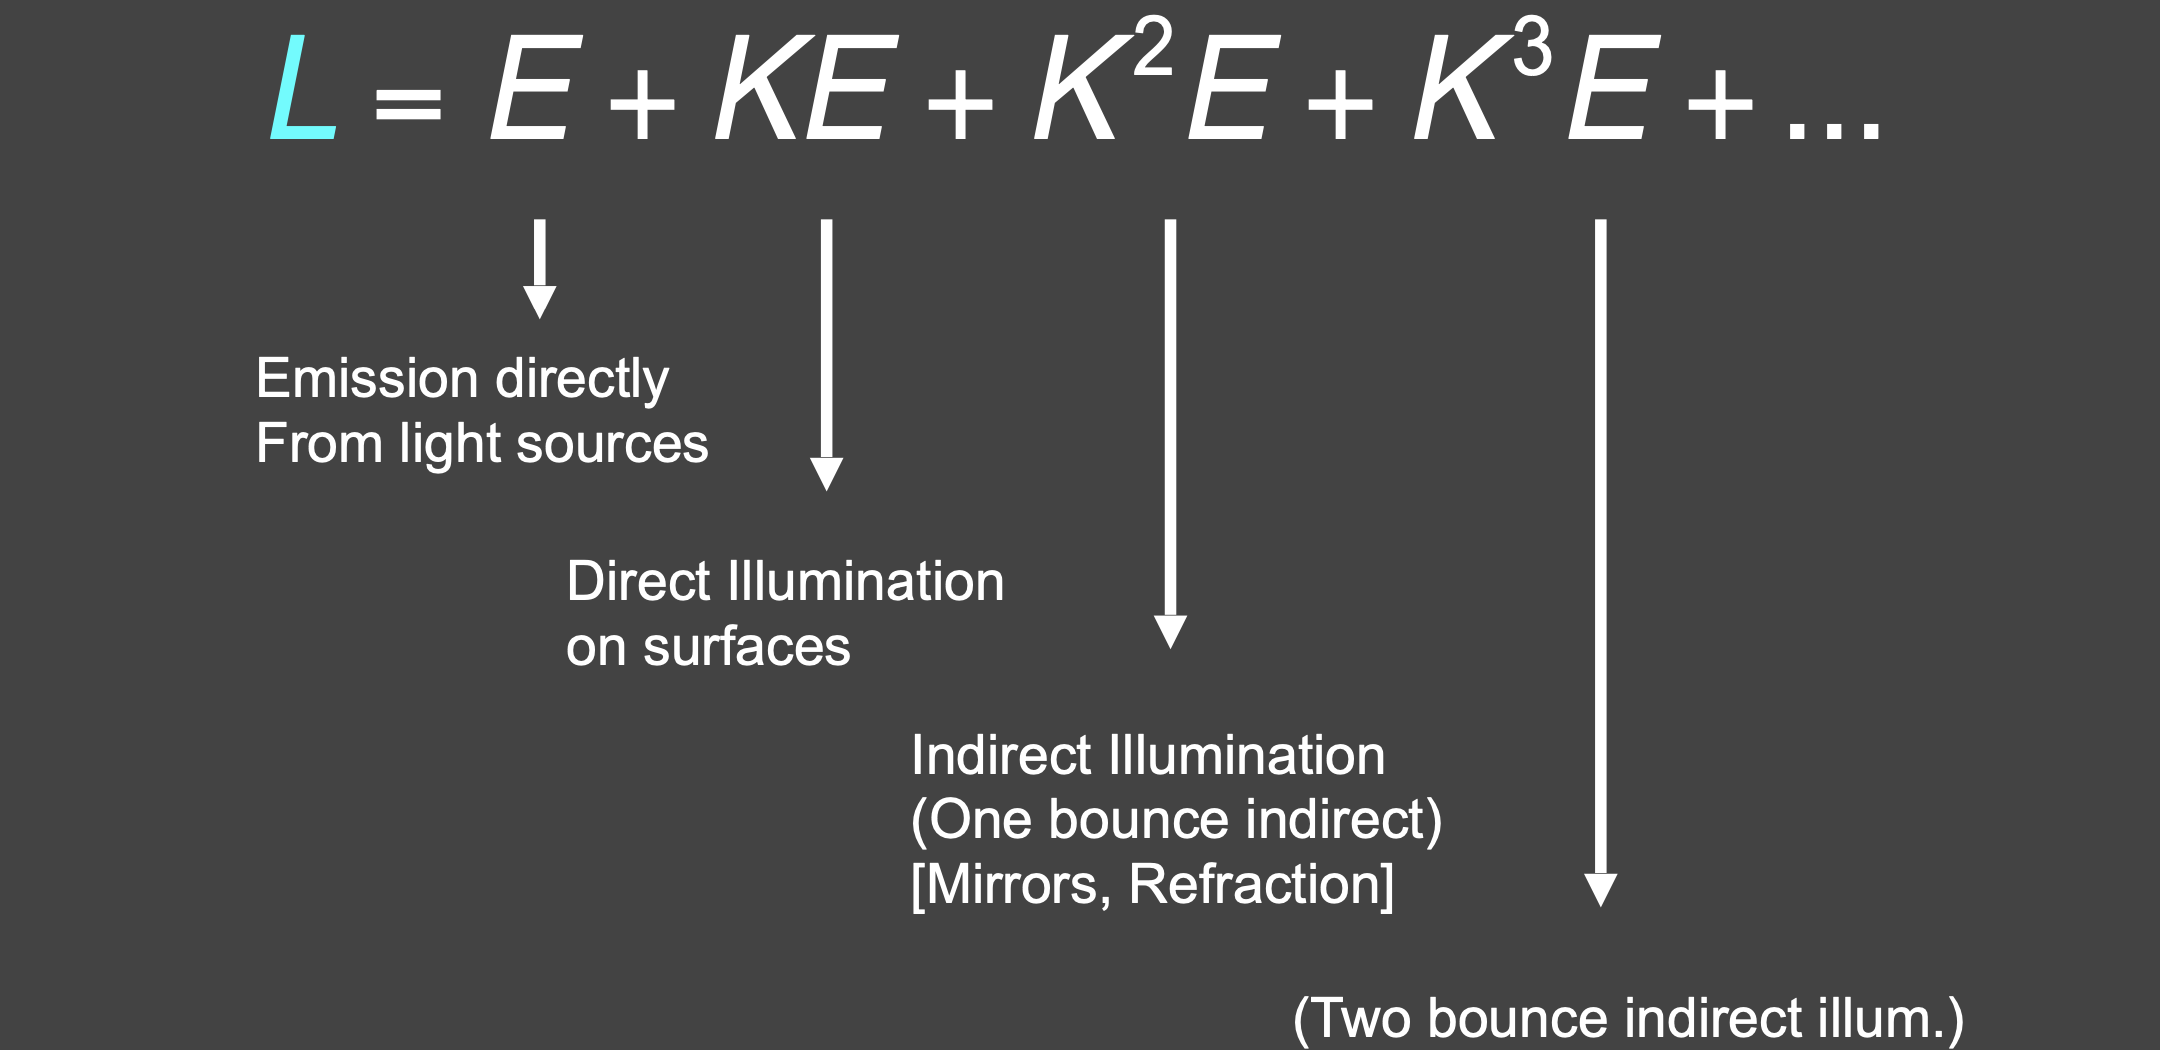 L = E + KE + K²E + K³E + ...
Emission directly
From light sources
Direct Illumination
on surfaces
Indirect Illumination
(One bounce indirect)
[Mirrors, Refraction]
(Two bounce indirect illum.)